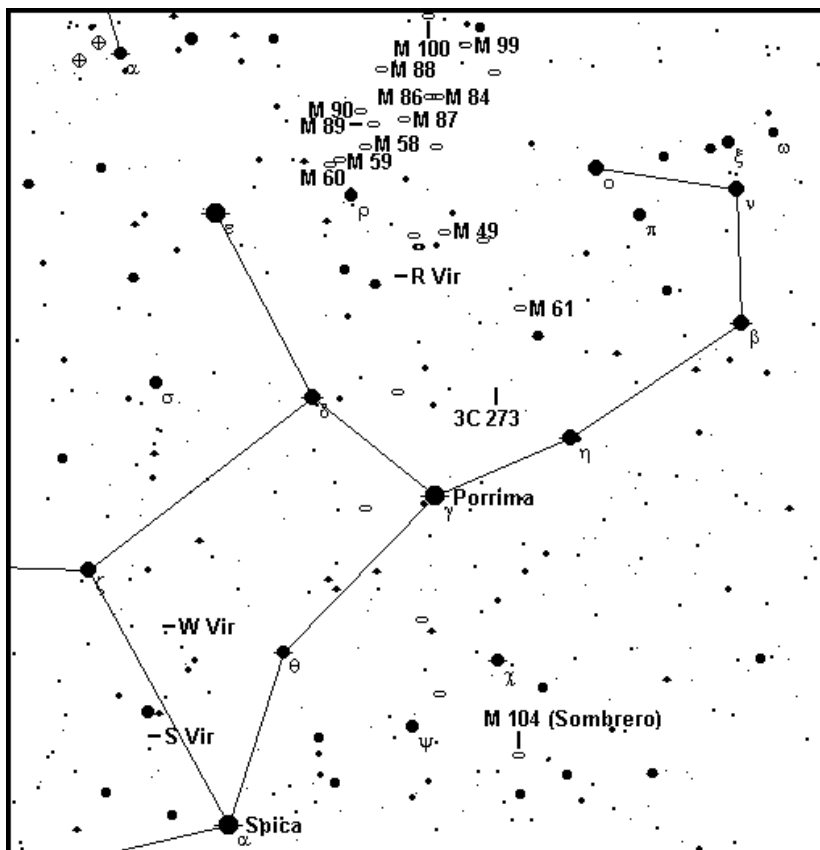 M 100
M 99
α
M 88
M 86
M 84
M 90
M 89
M 87
M 58
M 59
M 60
ω
ξ
ο
ν
ρ
ε
π
M 49
R Vir
M 61
β
σ
δ
3C 273
η
Porrima
γ
ζ
W Vir
θ
χ
M 104 (Sombrero)
S Vir
ψ
Spica
α